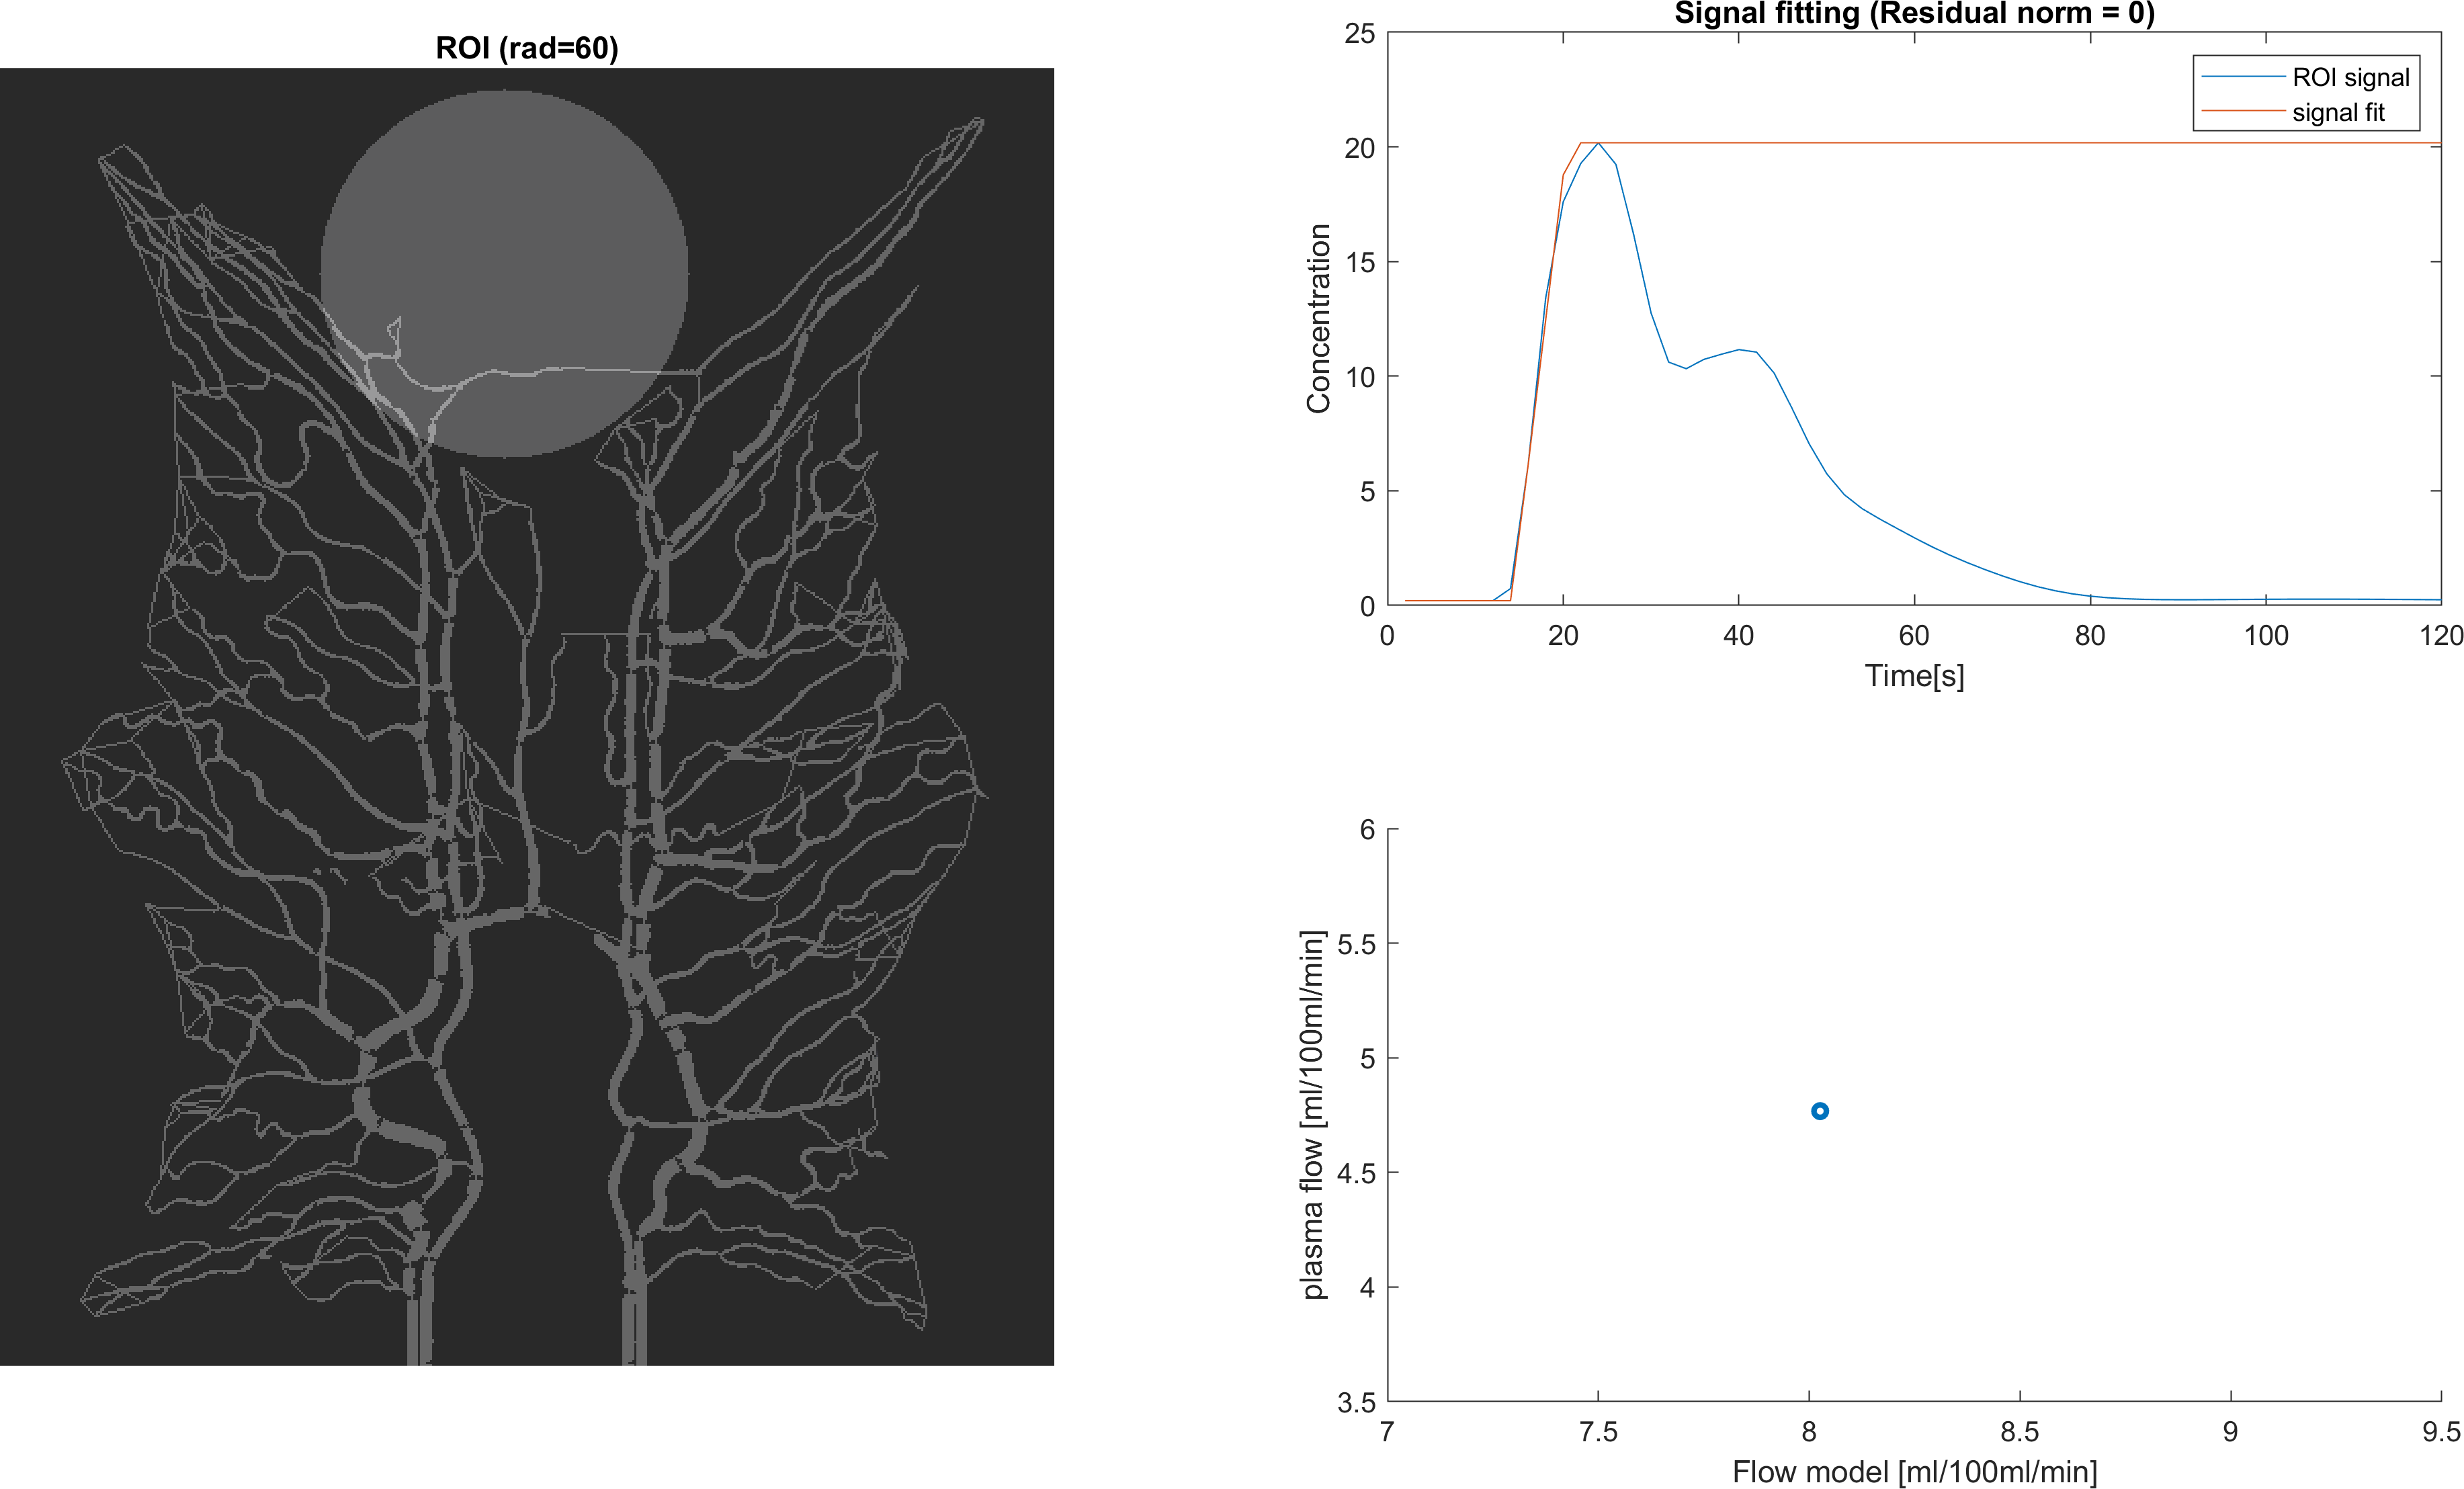 ROI (rad=60)
Signal fitting (Residual norm = 0)
25
20
15
10
5
0
Concentration
ROI signal
signal fit
0 20 40 60 80 100 120
Time[s]
6
5.5
5
4.5
4
3.5
plasma flow [ml/100ml/min]
7 7.5 8 8.5 9 9.5
Flow model [ml/100ml/min]